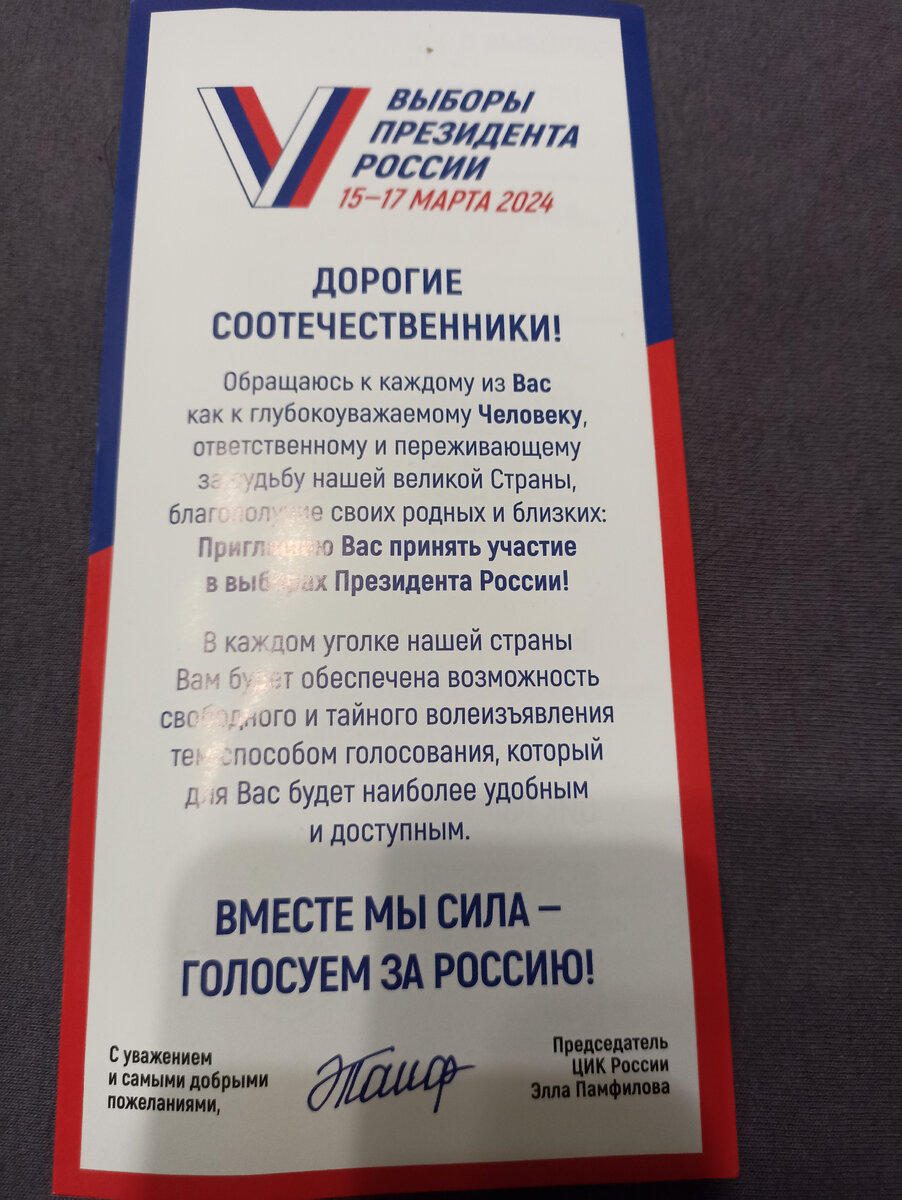 ВЫБОРЫ
ПРЕЗИДЕНТА
РОССИИ
15–17 МАРТА 2024
ДОРОГИЕ
СООТЕЧЕСТВЕННИКИ!
Обращаюсь к каждому из Вас
как к глубокоуважаемому Человеку,
ответственному и переживающему
за судьбу нашей великой Страны,
благополучие своих родных и близких:
Приглашаю Вас принять участие
в выборах Президента России!
В каждом уголке нашей страны
Вам будет обеспечена возможность
свободного и тайного волеизъявления
тем способом голосования, который
для Вас будет наиболее удобным
и доступным.
ВМЕСТЕ МЫ СИЛА –
ГОЛОСУЕМ ЗА РОССИЮ!
С уважением
и самыми добрыми
пожеланиями,
Председатель
ЦИК России
Элла Памфилова